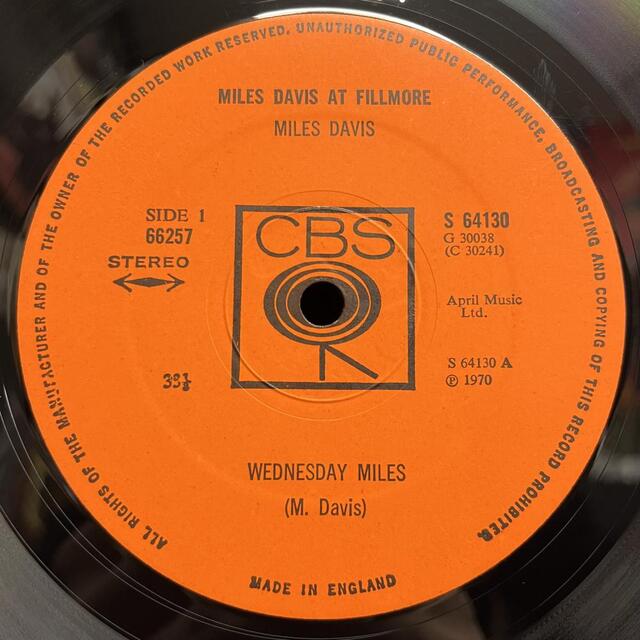 ALL RIGHTS OF THE MANUFACTURER AND OF THE OWNER OF THE RECORDED WORK RESERVED. UNAUTHORIZED PUBLIC PERFORMANCE, BROADCASTING AND COPYING OF THIS RECORD PROHIBITED.
MILES DAVIS AT FILLMORE
MILES DAVIS
SIDE 1
66257
STEREO
33⅓
CBS
S 64130
G 30038
(C 30241)
April Music
Ltd.
S 64130 A
℗ 1970
WEDNESDAY MILES
(M. Davis)
MADE IN ENGLAND